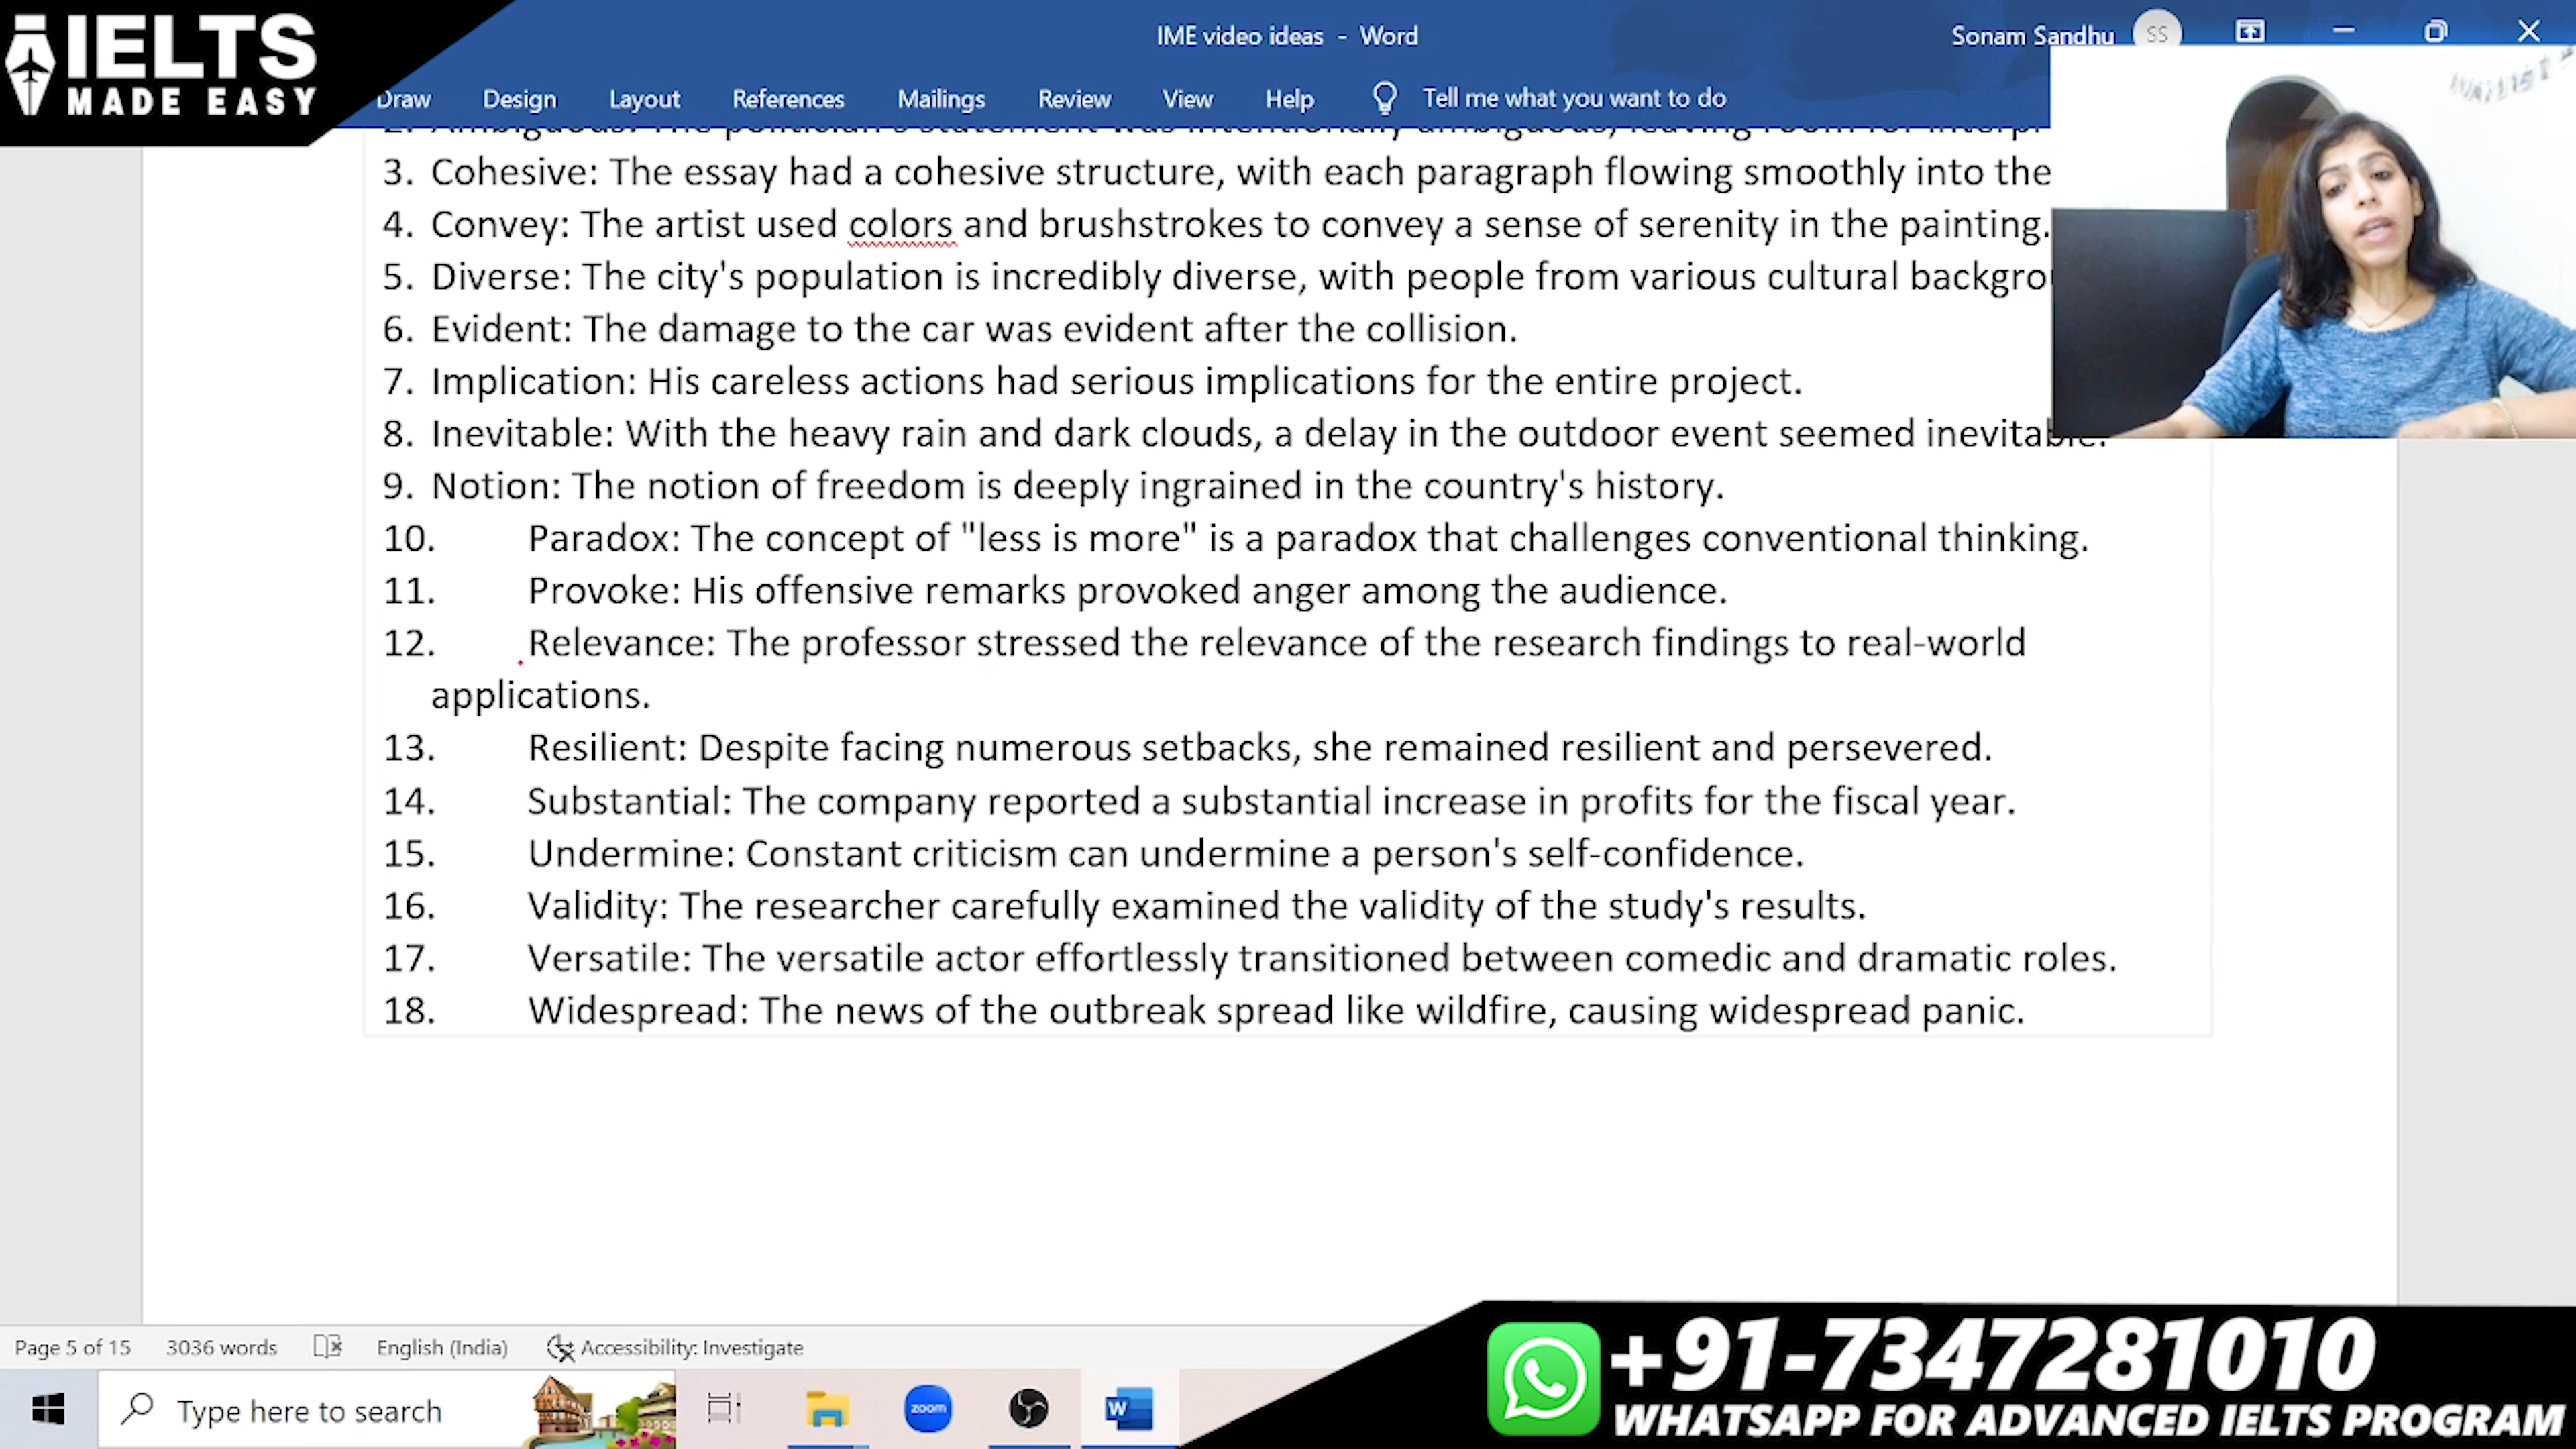 IELTS
MADE EASY
IME video ideas - Word
Sonam Sandhu
SS
Draw
Design
Layout
References
Mailings
Review
View
Help
Tell me what you want to do
2. Ambiguous: The politician's statement was intentionally ambiguous, leaving room for
3. Cohesive: The essay had a cohesive structure, with each paragraph flowing smoothly into the
4. Convey: The artist used colors and brushstrokes to convey a sense of serenity in the painting.
5. Diverse: The city's population is incredibly diverse, with people from various cultural backgro
6. Evident: The damage to the car was evident after the collision.
7. Implication: His careless actions had serious implications for the entire project.
8. Inevitable: With the heavy rain and dark clouds, a delay in the outdoor event seemed inevitable.
9. Notion: The notion of freedom is deeply ingrained in the country's history.
10. Paradox: The concept of "less is more" is a paradox that challenges conventional thinking.
11. Provoke: His offensive remarks provoked anger among the audience.
12. Relevance: The professor stressed the relevance of the research findings to real-world
applications.
13. Resilient: Despite facing numerous setbacks, she remained resilient and persevered.
14. Substantial: The company reported a substantial increase in profits for the fiscal year.
15. Undermine: Constant criticism can undermine a person's self-confidence.
16. Validity: The researcher carefully examined the validity of the study's results.
17. Versatile: The versatile actor effortlessly transitioned between comedic and dramatic roles.
18. Widespread: The news of the outbreak spread like wildfire, causing widespread panic.
Page 5 of 15
3036 words
English (India)
Accessibility: Investigate
Type here to search
zoom
W
+91-7347281010
WHATSAPP FOR ADVANCED IELTS PROGRAM